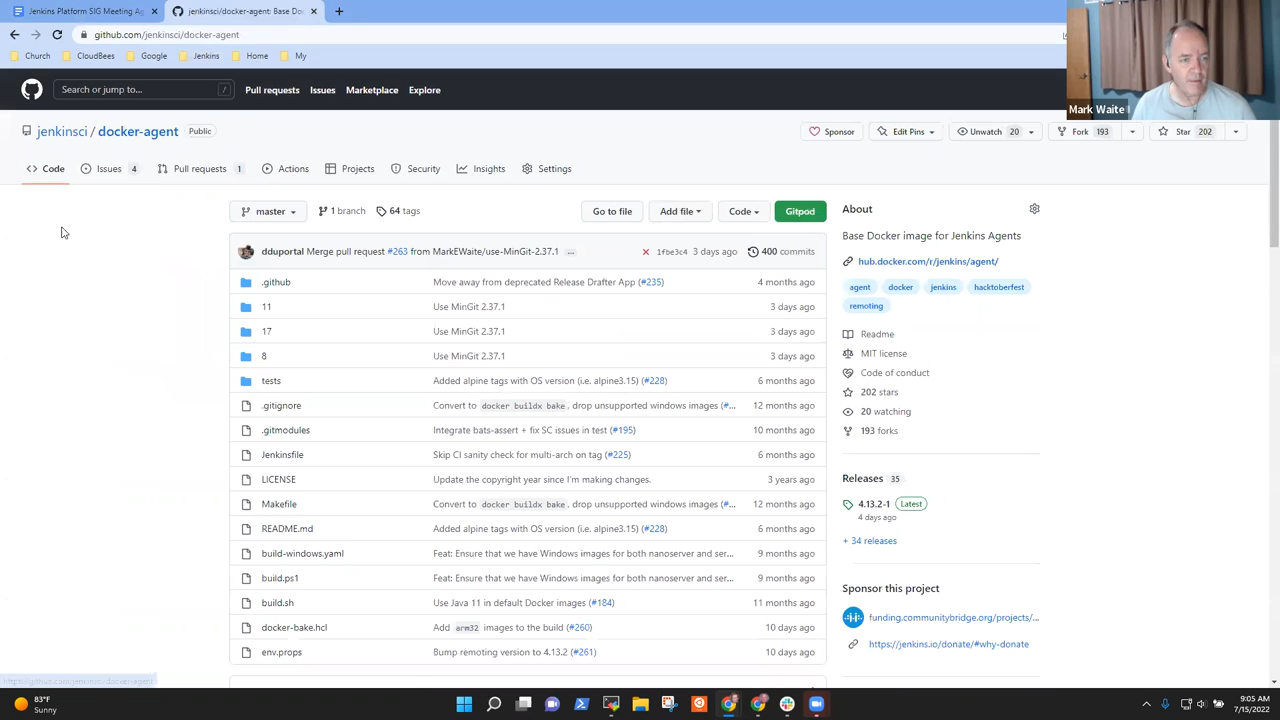 Jenkins Platform SIG Meeting Ag
jenkinsci/docker-agent: Base Do
github.com/jenkinsci/docker-agent
Church
CloudBees
Google
Jenkins
Home
My
Search or jump to...
/
Pull requests
Issues
Marketplace
Explore
Mark Waite
jenkinsci / docker-agent
Public
Sponsor
Edit Pins
Unwatch 20
Fork 193
Star 202
Code
Issues 4
Pull requests 1
Actions
Projects
Security
Insights
Settings
master
1 branch
64 tags
Go to file
Add file
Code
Gitpod
dduportal Merge pull request #263 from MarkEWaite/use-MinGit-2.37.1 ...
1fbe3c4 3 days ago
400 commits
.github Move away from deprecated Release Drafter App (#235) 4 months ago
11 Use MinGit 2.37.1 3 days ago
17 Use MinGit 2.37.1 3 days ago
8 Use MinGit 2.37.1 3 days ago
tests Added alpine tags with OS version (i.e. alpine3.15) (#228) 6 months ago
.gitignore Convert to docker buildx bake, drop unsupported windows images (#... 12 months ago
.gitmodules Integrate bats-assert + fix SC issues in test (#195) 10 months ago
Jenkinsfile Skip CI sanity check for multi-arch on tag (#225) 6 months ago
LICENSE Update the copyright year since I'm making changes. 3 years ago
Makefile Convert to docker buildx bake, drop unsupported windows images (#... 12 months ago
README.md Added alpine tags with OS version (i.e. alpine3.15) (#228) 6 months ago
build-windows.yaml Feat: Ensure that we have Windows images for both nanoserver and ser... 9 months ago
build.ps1 Feat: Ensure that we have Windows images for both nanoserver and ser... 9 months ago
build.sh Use Java 11 in default Docker images (#184) 11 months ago
docker-bake.hcl Add arm32 images to the build (#260) 10 days ago
env.props Bump remoting version to 4.13.2 (#261) 10 days ago
About
Base Docker image for Jenkins Agents
hub.docker.com/r/jenkins/agent/
agent
docker
jenkins
hacktoberfest
remoting
Readme
MIT license
Code of conduct
202 stars
20 watching
193 forks
Releases 35
4.13.2-1 Latest
4 days ago
+ 34 releases
Sponsor this project
funding.communitybridge.org/projects/...
https://jenkins.io/donate/#why-donate
https://github.com/jenkinsci/docker-agent
83°F
Sunny
9:05 AM
7/15/2022